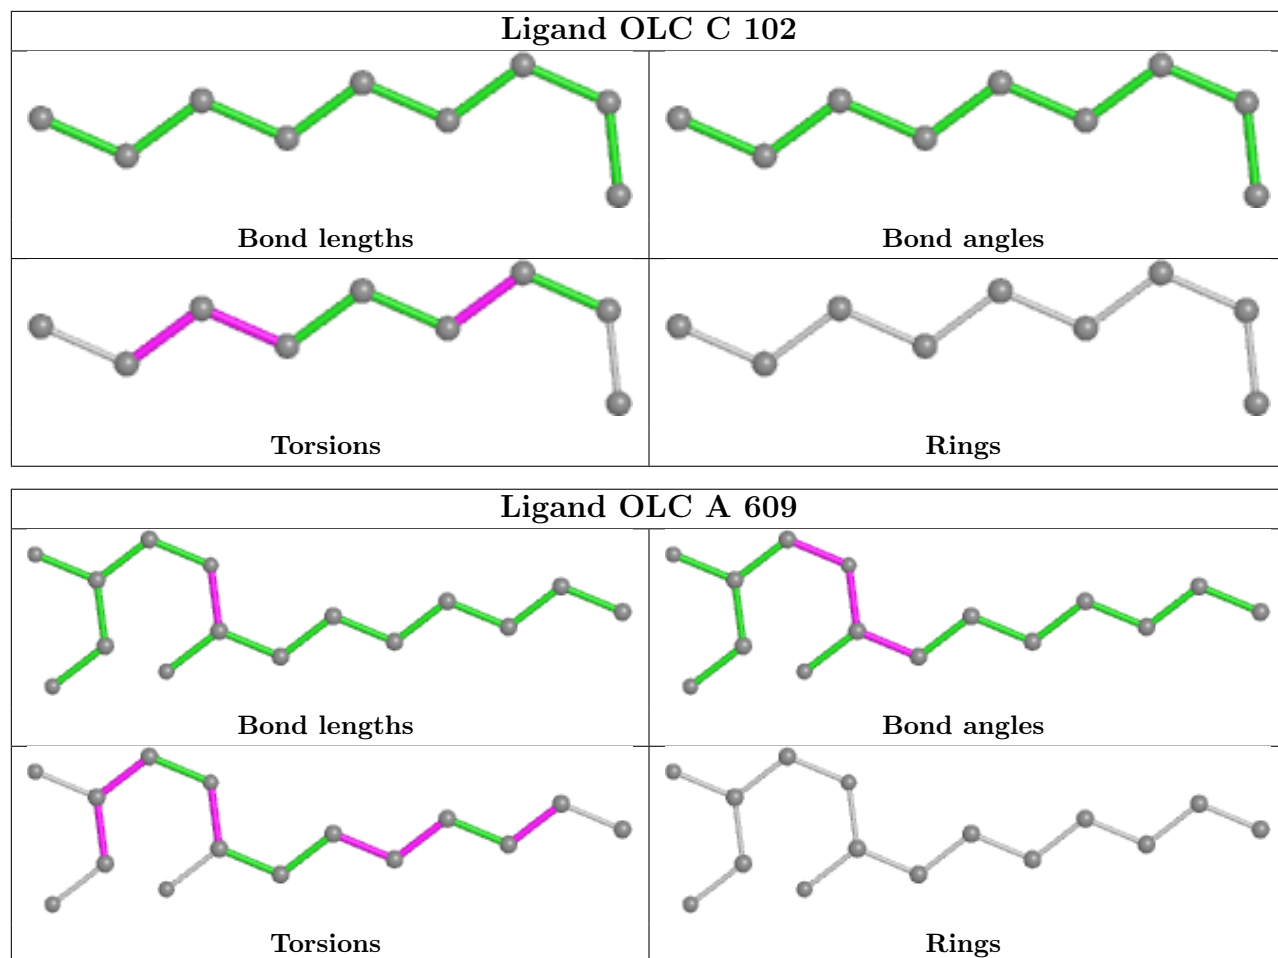 Ligand OLC C 102
Bond lengths
Bond angles
Torsions
Rings
Ligand OLC A 609
Bond lengths
Bond angles
Torsions
Rings